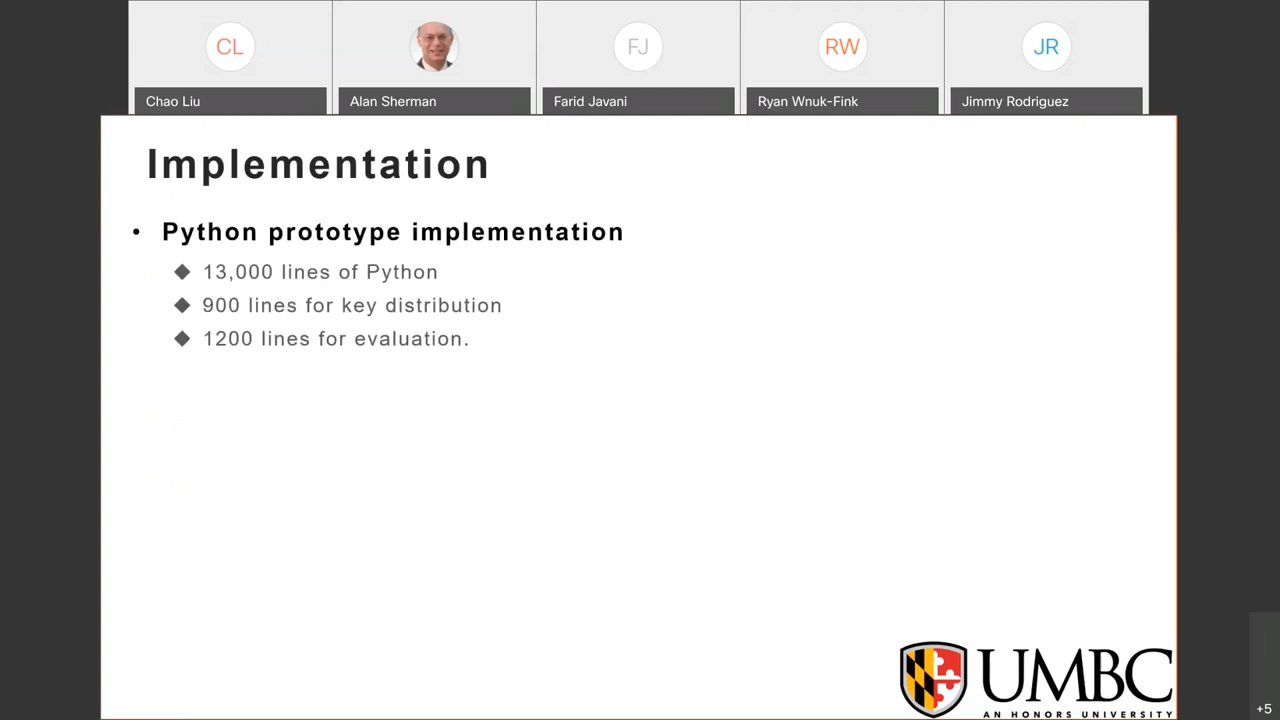 CL
FJ
RW
JR
Chao Liu
Alan Sherman
Farid Javani
Ryan Wnuk-Fink
Jimmy Rodriguez
Implementation
• Python prototype implementation
◆ 13,000 lines of Python
◆ 900 lines for key distribution
◆ 1200 lines for evaluation.
UMBC
AN HONORS UNIVERSITY
+5